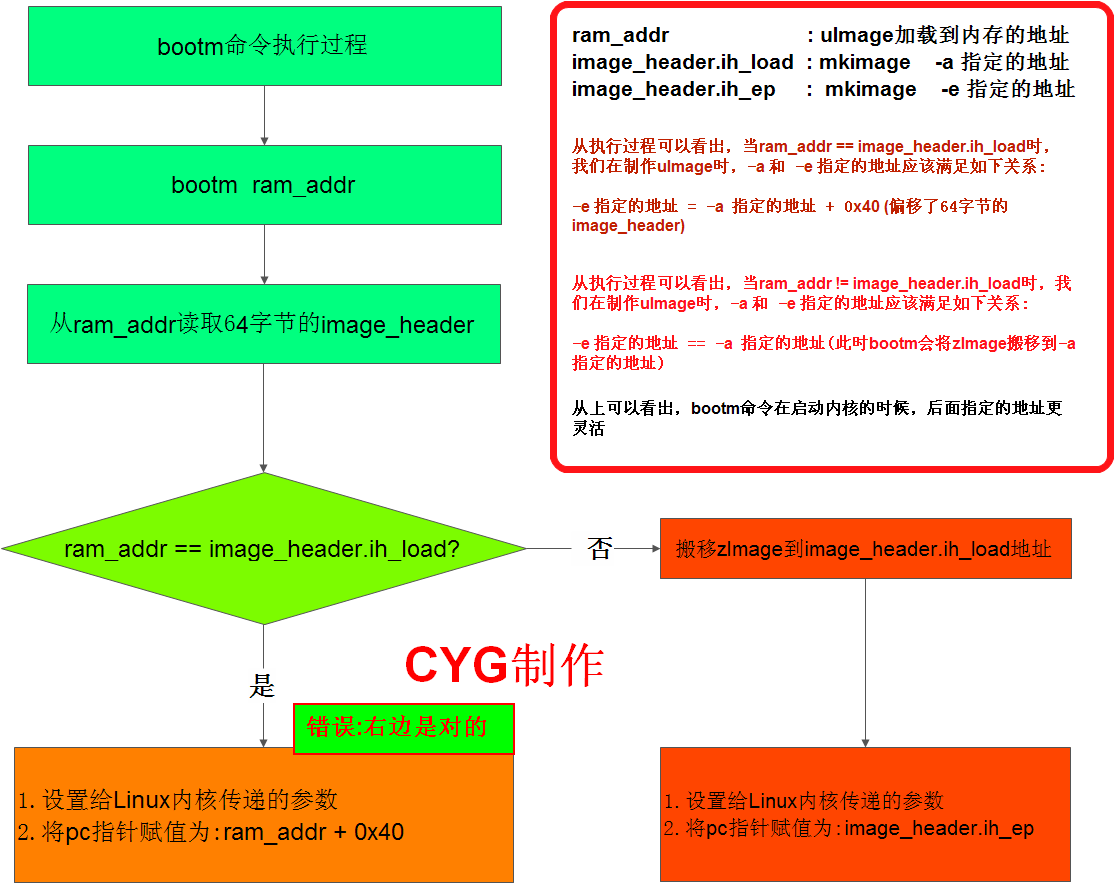 bootm命令执行过程
bootm ram_addr
从ram_addr读取64字节的image_header
ram_addr == image_header.ih_load?
否
搬移zImage到image_header.ih_load地址
是
CYG制作
错误:右边是对的
1. 设置给Linux内核传递的参数
2. 将pc指针赋值为:ram_addr + 0x40
1. 设置给Linux内核传递的参数
2. 将pc指针赋值为:image_header.ih_ep
ram_addr : uImage加载到内存的地址
image_header.ih_load : mkimage -a 指定的地址
image_header.ih_ep : mkimage -e 指定的地址
从执行过程可以看出，当ram_addr == image_header.ih_load时，
我们在制作uImage时，-a 和 -e 指定的地址应该满足如下关系：
-e 指定的地址 = -a 指定的地址 + 0x40 (偏移了64字节的
image_header)
从执行过程可以看出，当ram_addr != image_header.ih_load时，我
们在制作uImage时，-a 和 -e 指定的地址应该满足如下关系：
-e 指定的地址 == -a 指定的地址(此时bootm会将zImage搬移到-a
指定的地址)
从上可以看出，bootm命令在启动内核的时候，后面指定的地址更
灵活